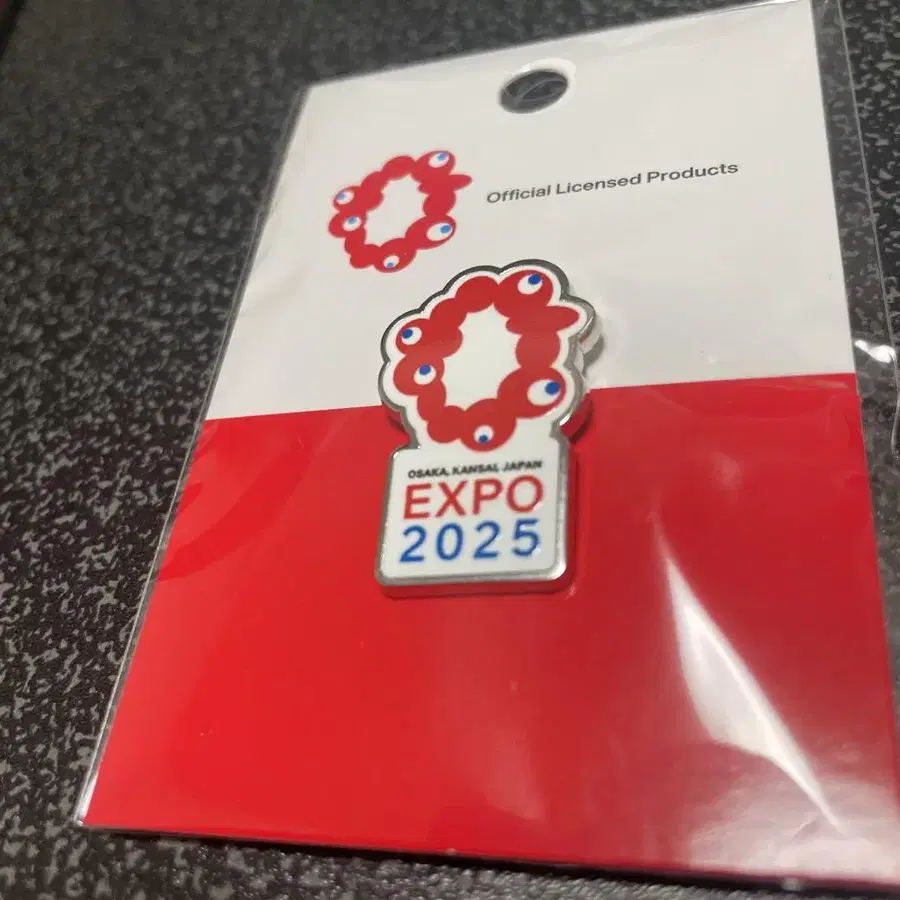 Official Licensed Products
OSAKA, KANSAI, JAPAN
EXPO
2025